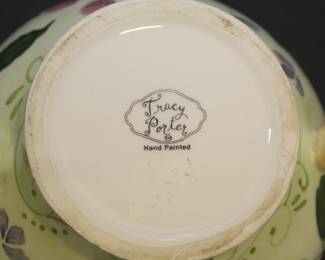 Tracy
Porter
Hand Painted